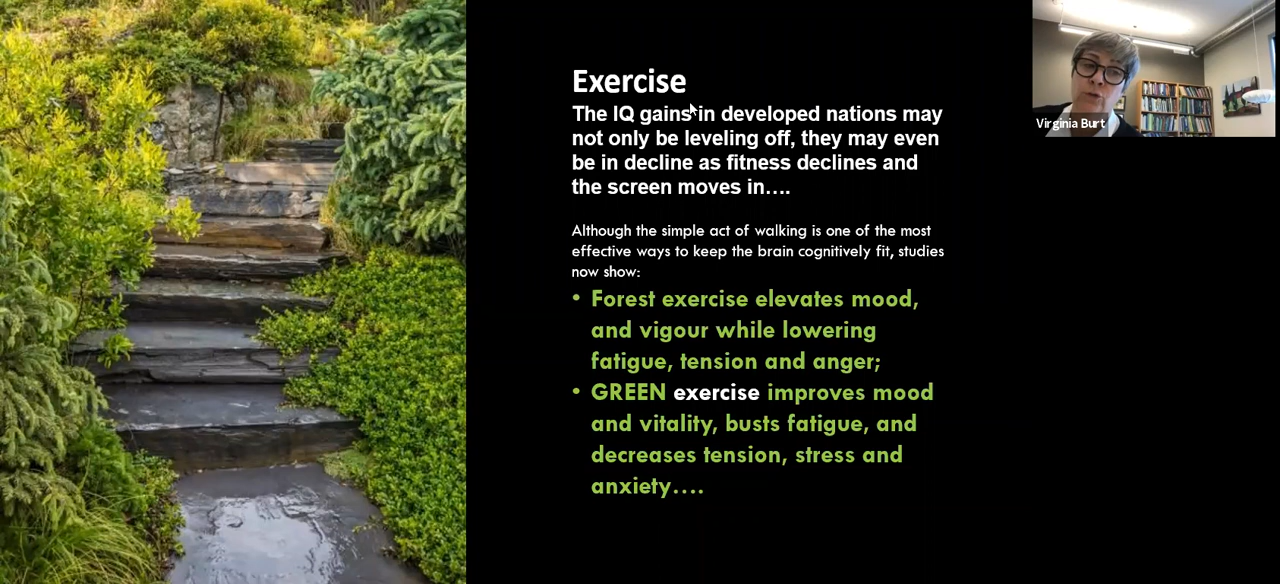 Exercise
The IQ gains in developed nations may
not only be leveling off, they may even
be in decline as fitness declines and
the screen moves in….
Although the simple act of walking is one of the most
effective ways to keep the brain cognitively fit, studies
now show:
• Forest exercise elevates mood,
and vigour while lowering
fatigue, tension and anger;
• GREEN exercise improves mood
and vitality, busts fatigue, and
decreases tension, stress and
anxiety….
Virginia Burt